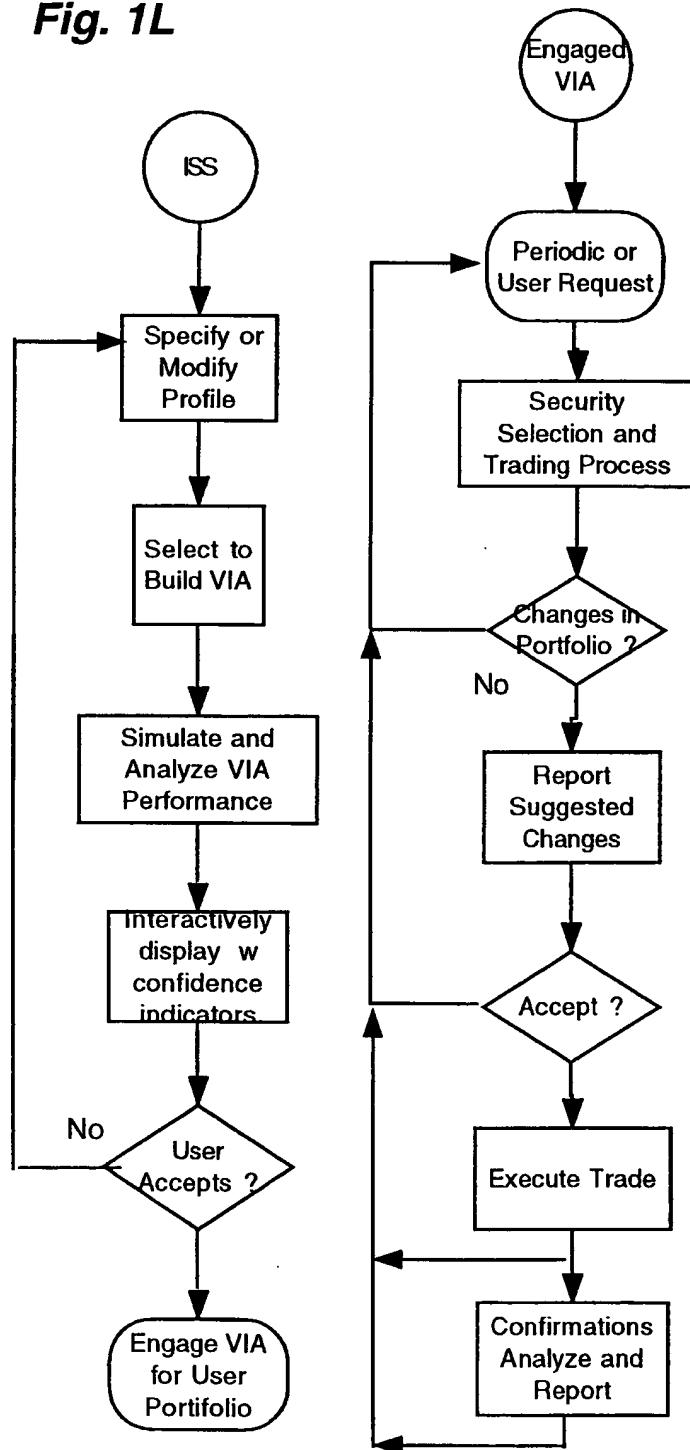 Fig. 1L
ISS
Specify or
Modify
Profile
Select to
Build VIA
Simulate and
Analyze VIA
Performance
Interactively
display w
confidence
indicators
No
User
Accepts ?
Engage VIA
for User
Portifolio
Engaged
VIA
Periodic or
User Request
Security
Selection and
Trading Process
Changes in
Portfolio ?
No
Report
Suggested
Changes
Accept ?
Execute Trade
Confirmations
Analyze and
Report